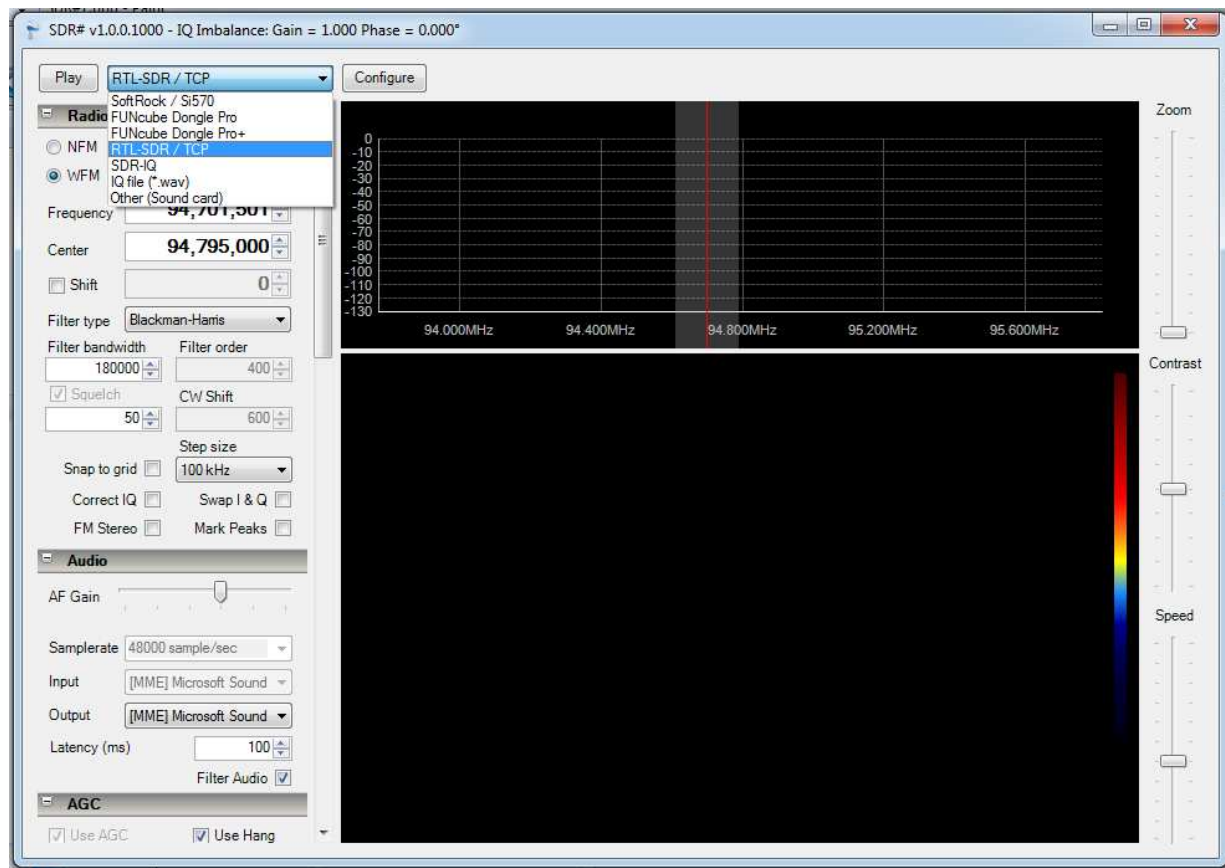 SDR# v1.0.0.1000 - IQ Imbalance: Gain = 1.000 Phase = 0.000°
Play
RTL-SDR / TCP
Configure
SoftRock / Si570
FUNcube Dongle Pro
FUNcube Dongle Pro+
RTL-SDR / TCP
SDR-IQ
IQ file (*.wav)
Other (Sound card)
Radio
NFM
WFM
Frequency 94,701,501
Center 94,795,000
Shift 0
Filter type Blackman-Harris
Filter bandwidth Filter order
180000 400
Squelch CW Shift
50 600
Step size
Snap to grid 100 kHz
Correct IQ Swap I & Q
FM Stereo Mark Peaks
Audio
AF Gain
Samplerate 48000 sample/sec
Input [MME] Microsoft Sound
Output [MME] Microsoft Sound
Latency (ms) 100
Filter Audio
AGC
Use AGC Use Hang
0
-10
-20
-30
-40
-50
-60
-70
-80
-90
-100
-110
-120
-130
94.000MHz 94.400MHz 94.800MHz 95.200MHz 95.600MHz
Zoom
Contrast
Speed